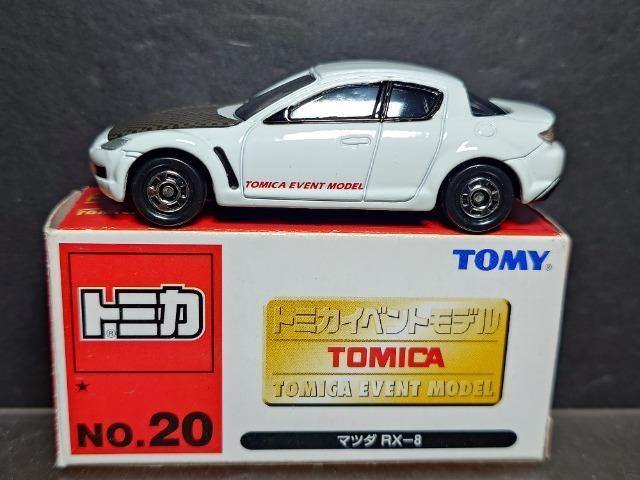 TOMICA EVENT MODEL
TOMY®
トミカ®
トミカイベントモデル
TOMICA
TOMICA EVENT MODEL
★
NO.20
マツダ RX-8